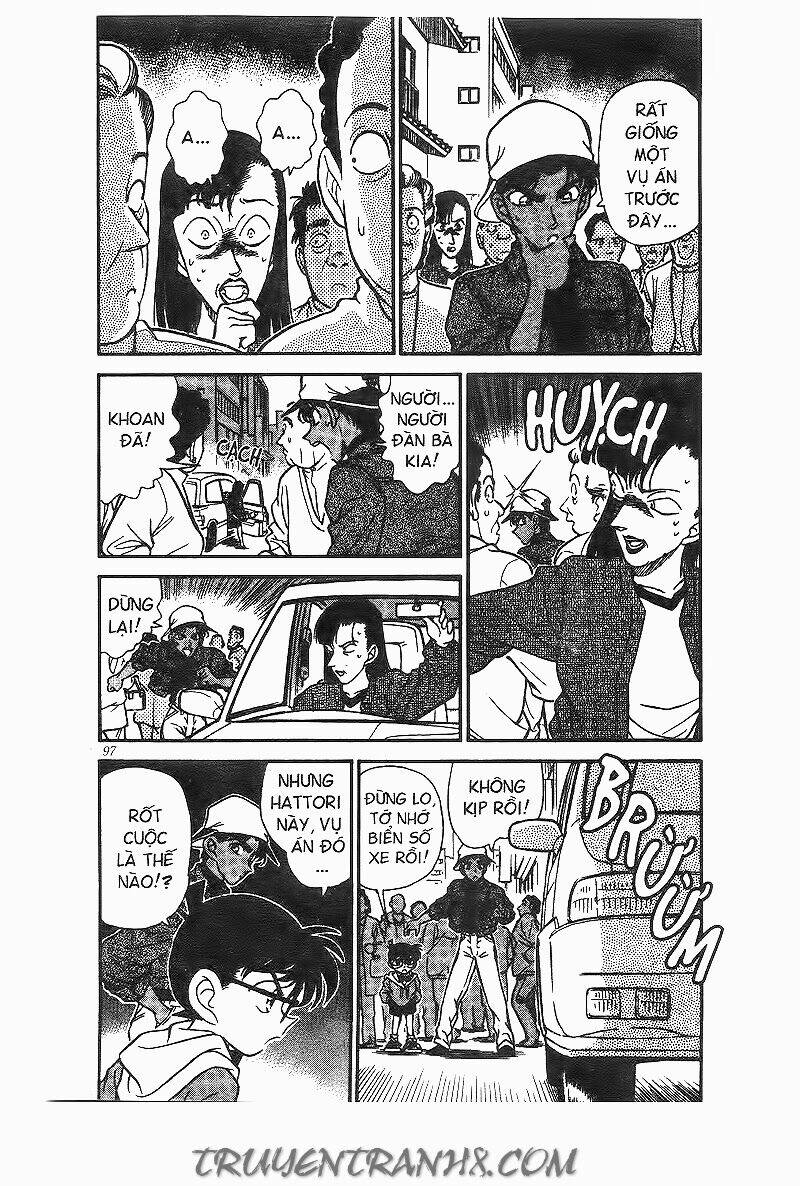 RẤT
GIỐNG
MỘT
VỤ ÁN
TRƯỚC
ĐÂY...
A...
A...
HUỴCH
NGƯỜI...
NGƯỜI
ĐÀN BÀ
KIA!
CẠCH
KHOAN
ĐÃ!
DỪNG
LẠI!
97
BRỪỪM
KHÔNG
KỊP RỒI!
ĐỪNG LO,
TỚ NHỚ
BIỂN SỐ
XE RỒI!
NHƯNG
HATTORI
NÀY, VỤ
ÁN ĐÓ
...
RỐT
CUỘC
LÀ THẾ
NÀO!?
TRUYENTRANH8.COM